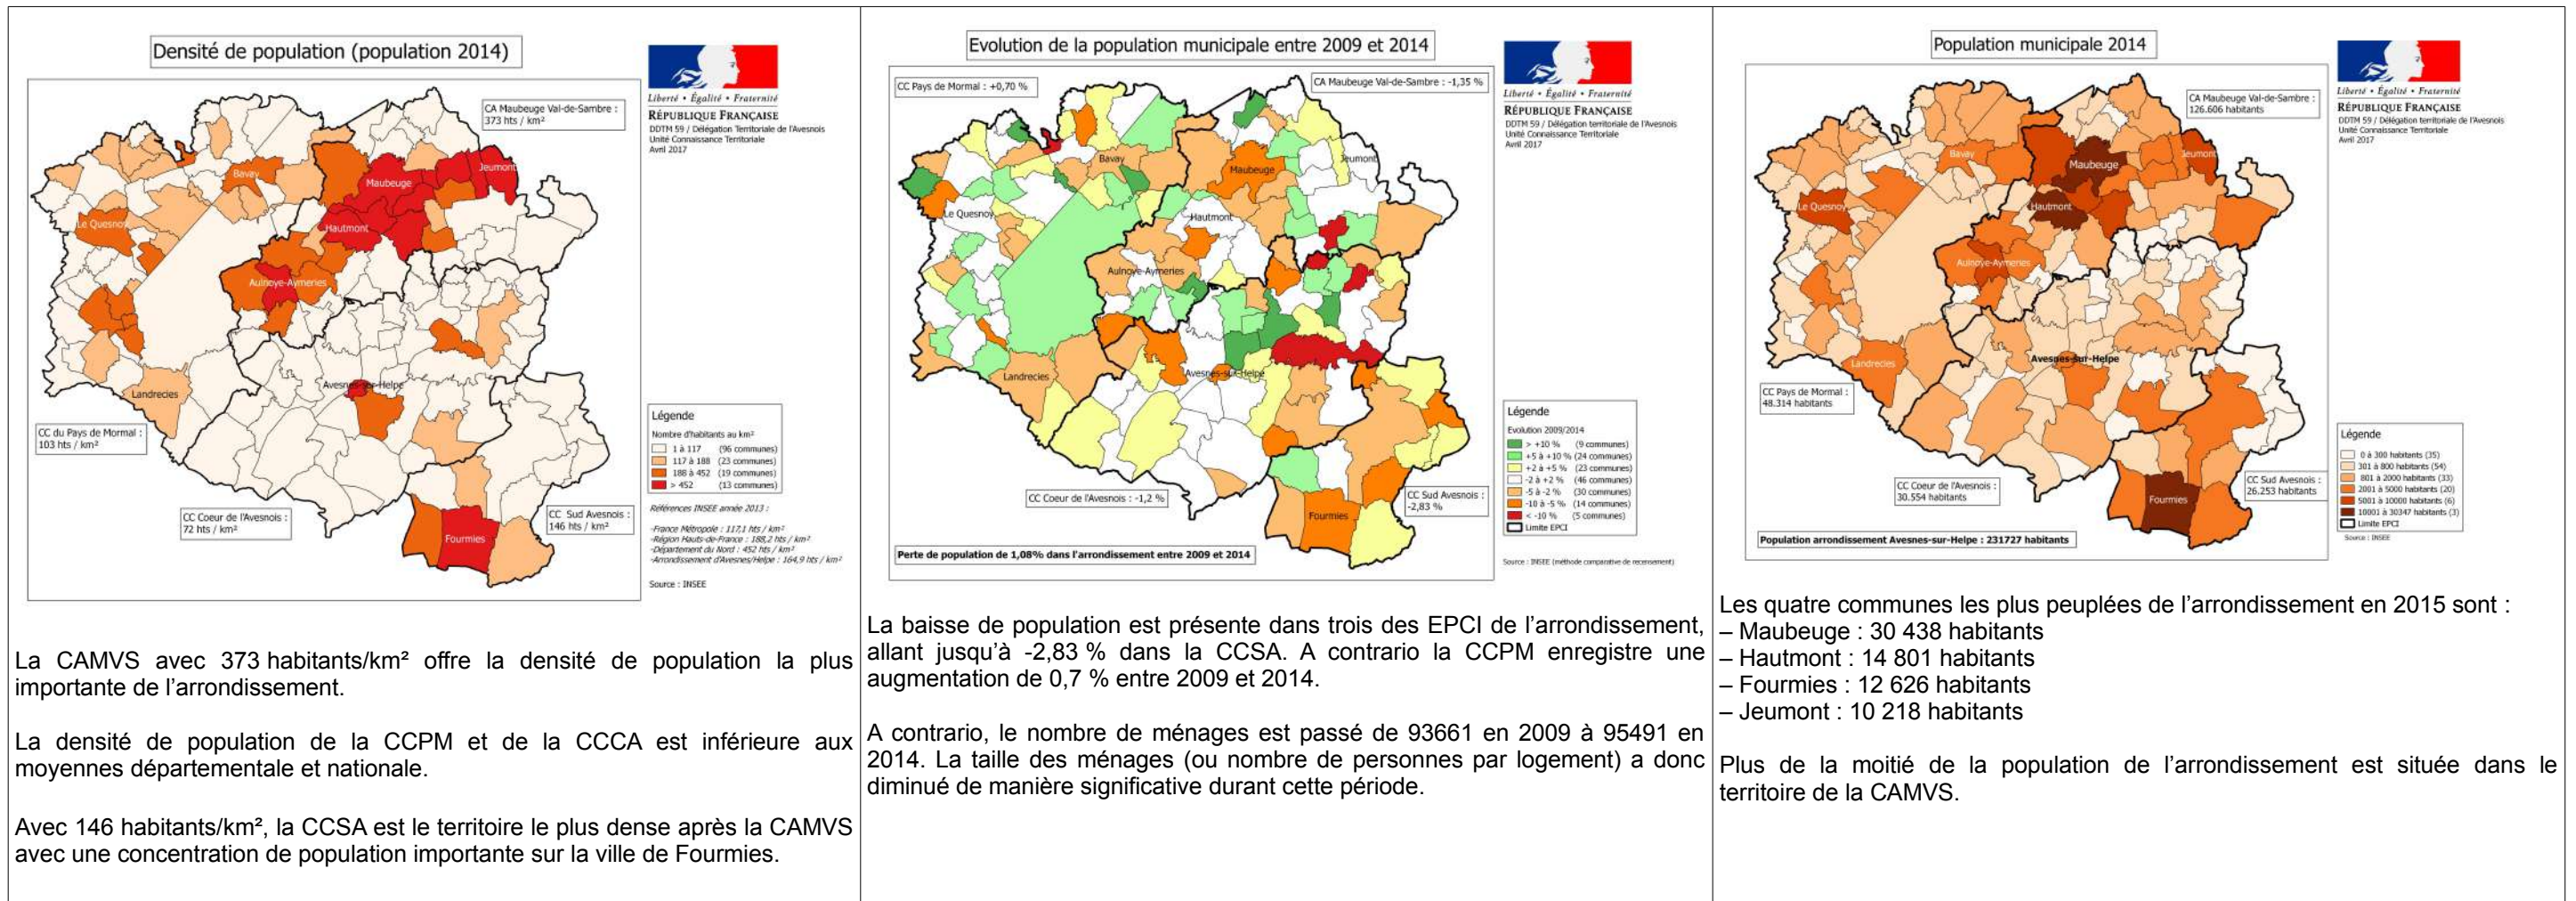 Densité de population (population 2014)
Liberté • Égalité • Fraternité
RÉPUBLIQUE FRANÇAISE
DDTM 59 / Délégation Territoriale de l'Avesnois
Unité Connaissance Territoriale
Avril 2017
CA Maubeuge Val-de-Sambre :
373 hts / km²
Jeumont
Bavay
Maubeuge
Le Quesnoy
Hautmont
Aulnoye-Aymeries
Avesnes-sur-Helpe
Landrecies
CC du Pays de Mormal :
103 hts / km²
CC Coeur de l'Avesnois :
72 hts / km²
CC Sud Avesnois :
146 hts / km²
Fourmies
Légende
Nombre d'habitants au km²
1 à 117 (96 communes)
117 à 188 (23 communes)
188 à 452 (19 communes)
> 452 (13 communes)
Références INSEE année 2013 :
-France Métropole : 117,1 hts / km²
-Région Hauts-de-France : 188,2 hts / km²
-Département du Nord : 452 hts / km²
-Arrondissement d'Avesnes/Helpe : 164,9 hts / km²
Source : INSEE
La CAMVS avec 373 habitants/km² offre la densité de population la plus
importante de l'arrondissement.
La densité de population de la CCPM et de la CCCA est inférieure aux
moyennes départementale et nationale.
Avec 146 habitants/km², la CCSA est le territoire le plus dense après la CAMVS
avec une concentration de population importante sur la ville de Fourmies.
Evolution de la population municipale entre 2009 et 2014
CC Pays de Mormal : +0,70 %
CA Maubeuge Val-de-Sambre : -1,35 %
Liberté • Égalité • Fraternité
RÉPUBLIQUE FRANÇAISE
DDTM 59 / Délégation territoriale de l'Avesnois
Unité Connaissance Territoriale
Avril 2017
Bavay
Jeumont
Maubeuge
Le Quesnoy
Hautmont
Aulnoye-Aymeries
Avesnes-sur-Helpe
Landrecies
CC Coeur de l'Avesnois : -1,2 %
CC Sud Avesnois :
-2,83 %
Fourmies
Perte de population de 1,08% dans l'arrondissement entre 2009 et 2014
Légende
Evolution 2009/2014
> +10 % (9 communes)
+5 à +10 % (24 communes)
+2 à +5 % (23 communes)
-2 à +2 % (46 communes)
-5 à -2 % (30 communes)
-10 à -5 % (14 communes)
< -10 % (5 communes)
Limite EPCI
Source : INSEE (méthode comparative de recensement)
La baisse de population est présente dans trois des EPCI de l'arrondissement,
allant jusqu'à -2,83 % dans la CCSA. A contrario la CCPM enregistre une
augmentation de 0,7 % entre 2009 et 2014.
A contrario, le nombre de ménages est passé de 93661 en 2009 à 95491 en
2014. La taille des ménages (ou nombre de personnes par logement) a donc
diminué de manière significative durant cette période.
Population municipale 2014
Liberté • Égalité • Fraternité
RÉPUBLIQUE FRANÇAISE
DDTM 59 / Délégation territoriale de l'Avesnois
Unité Connaissance Territoriale
Avril 2017
CA Maubeuge Val-de-Sambre :
126.606 habitants
Bavay
Jeumont
Maubeuge
Le Quesnoy
Hautmont
Aulnoye-Aymeries
Avesnes-sur-Helpe
Landrecies
CC Pays de Mormal :
48.314 habitants
CC Coeur de l'Avesnois :
30.554 habitants
CC Sud Avesnois :
26.253 habitants
Fourmies
Population arrondissement Avesnes-sur-Helpe : 231727 habitants
Légende
0 à 300 habitants (35)
301 à 800 habitants (54)
801 à 2000 habitants (33)
2001 à 5000 habitants (20)
5001 à 10000 habitants (6)
10001 à 30347 habitants (3)
Limite EPCI
Source : INSEE
Les quatre communes les plus peuplées de l'arrondissement en 2015 sont :
– Maubeuge : 30 438 habitants
– Hautmont : 14 801 habitants
– Fourmies : 12 626 habitants
– Jeumont : 10 218 habitants
Plus de la moitié de la population de l'arrondissement est située dans le
territoire de la CAMVS.